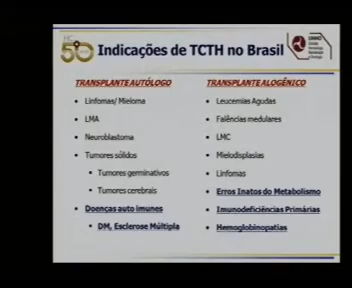 HC
50
Indicações de TCTH no Brasil
UNMO
TRANSPLANTE AUTÓLOGO
• Linfomas/ Mieloma
• LMA
• Neuroblastoma
• Tumores sólidos
• Tumores germinativos
• Tumores cerebrais
• Doenças auto imunes
• DM, Esclerose Múltipla
TRANSPLANTE ALOGÊNICO
• Leucemias Agudas
• Falências medulares
• LMC
• Mielodisplasias
• Linfomas
• Erros Inatos do Metabolismo
• Imunodeficiências Primárias
• Hemoglobinopatias